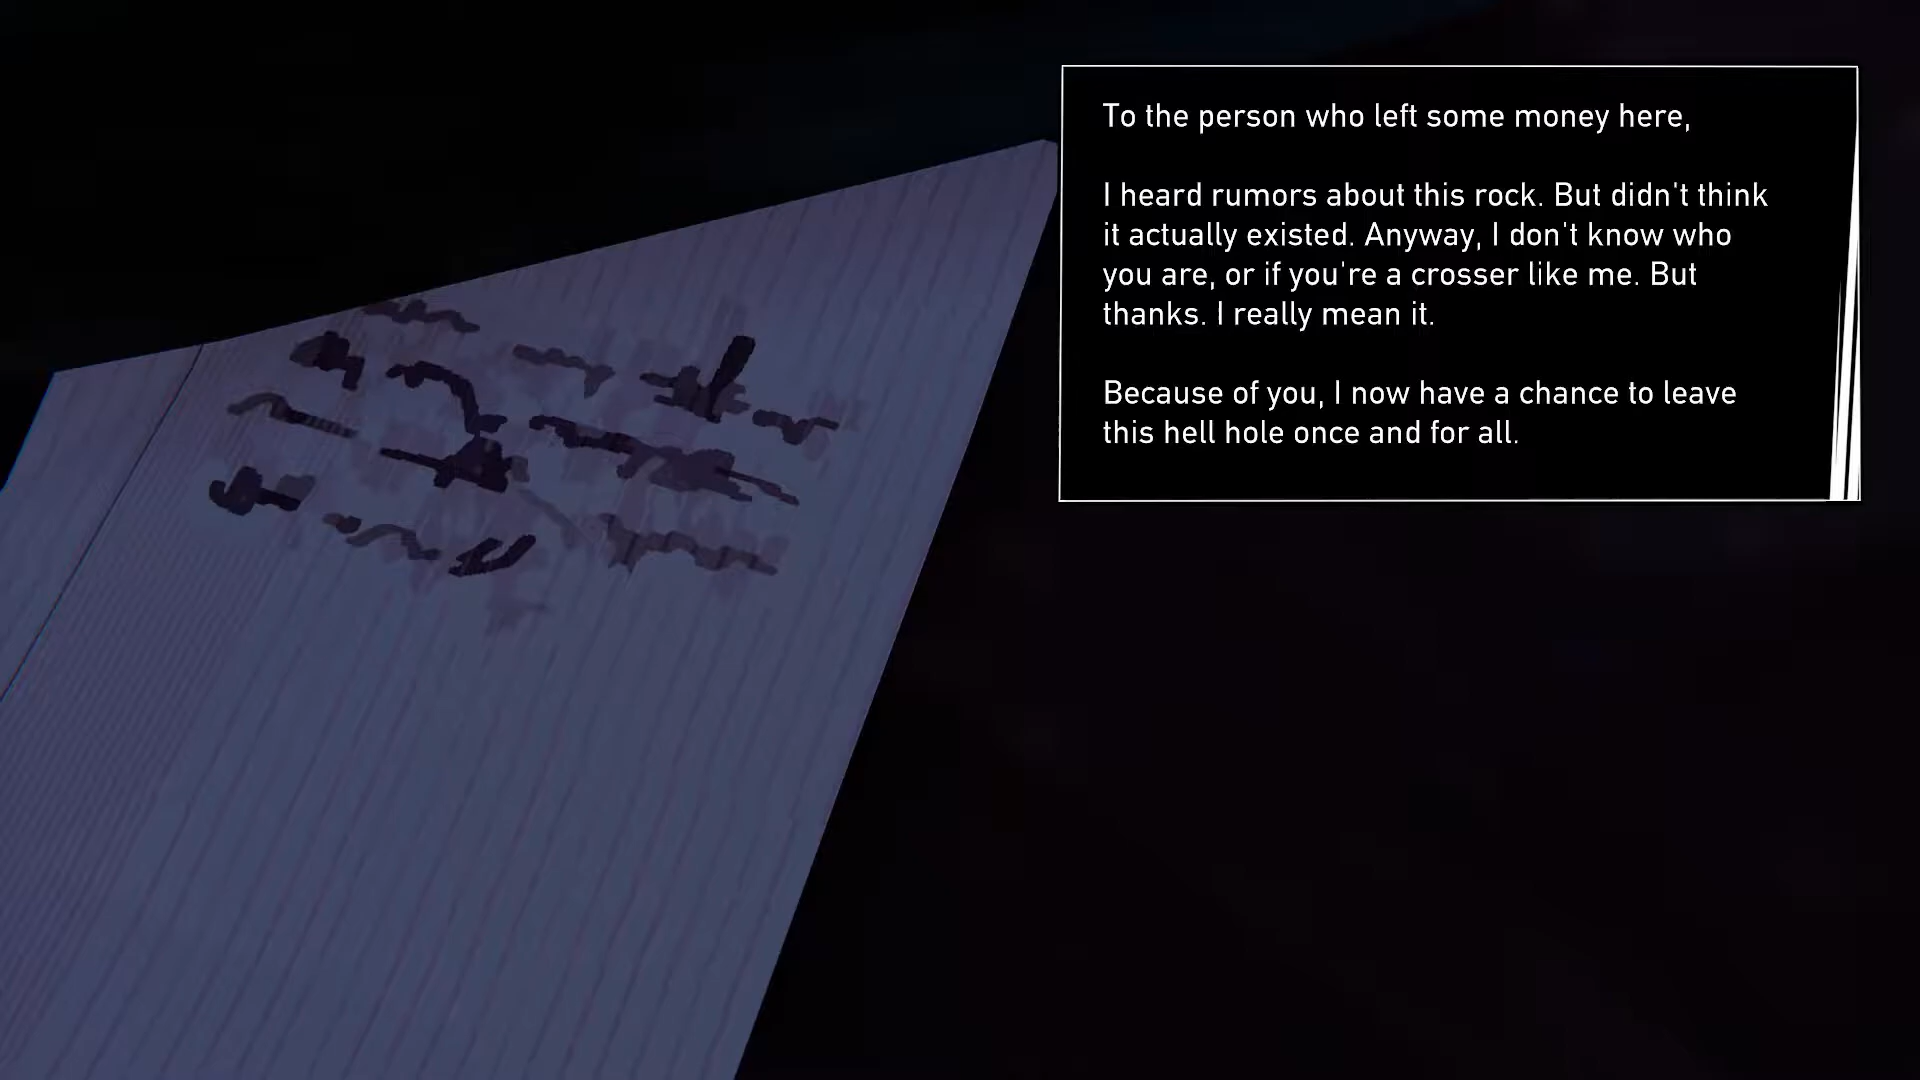 To the person who left some money here,
I heard rumors about this rock. But didn't think
it actually existed. Anyway, I don't know who
you are, or if you're a crosser like me. But
thanks. I really mean it.
Because of you, I now have a chance to leave
this hell hole once and for all.